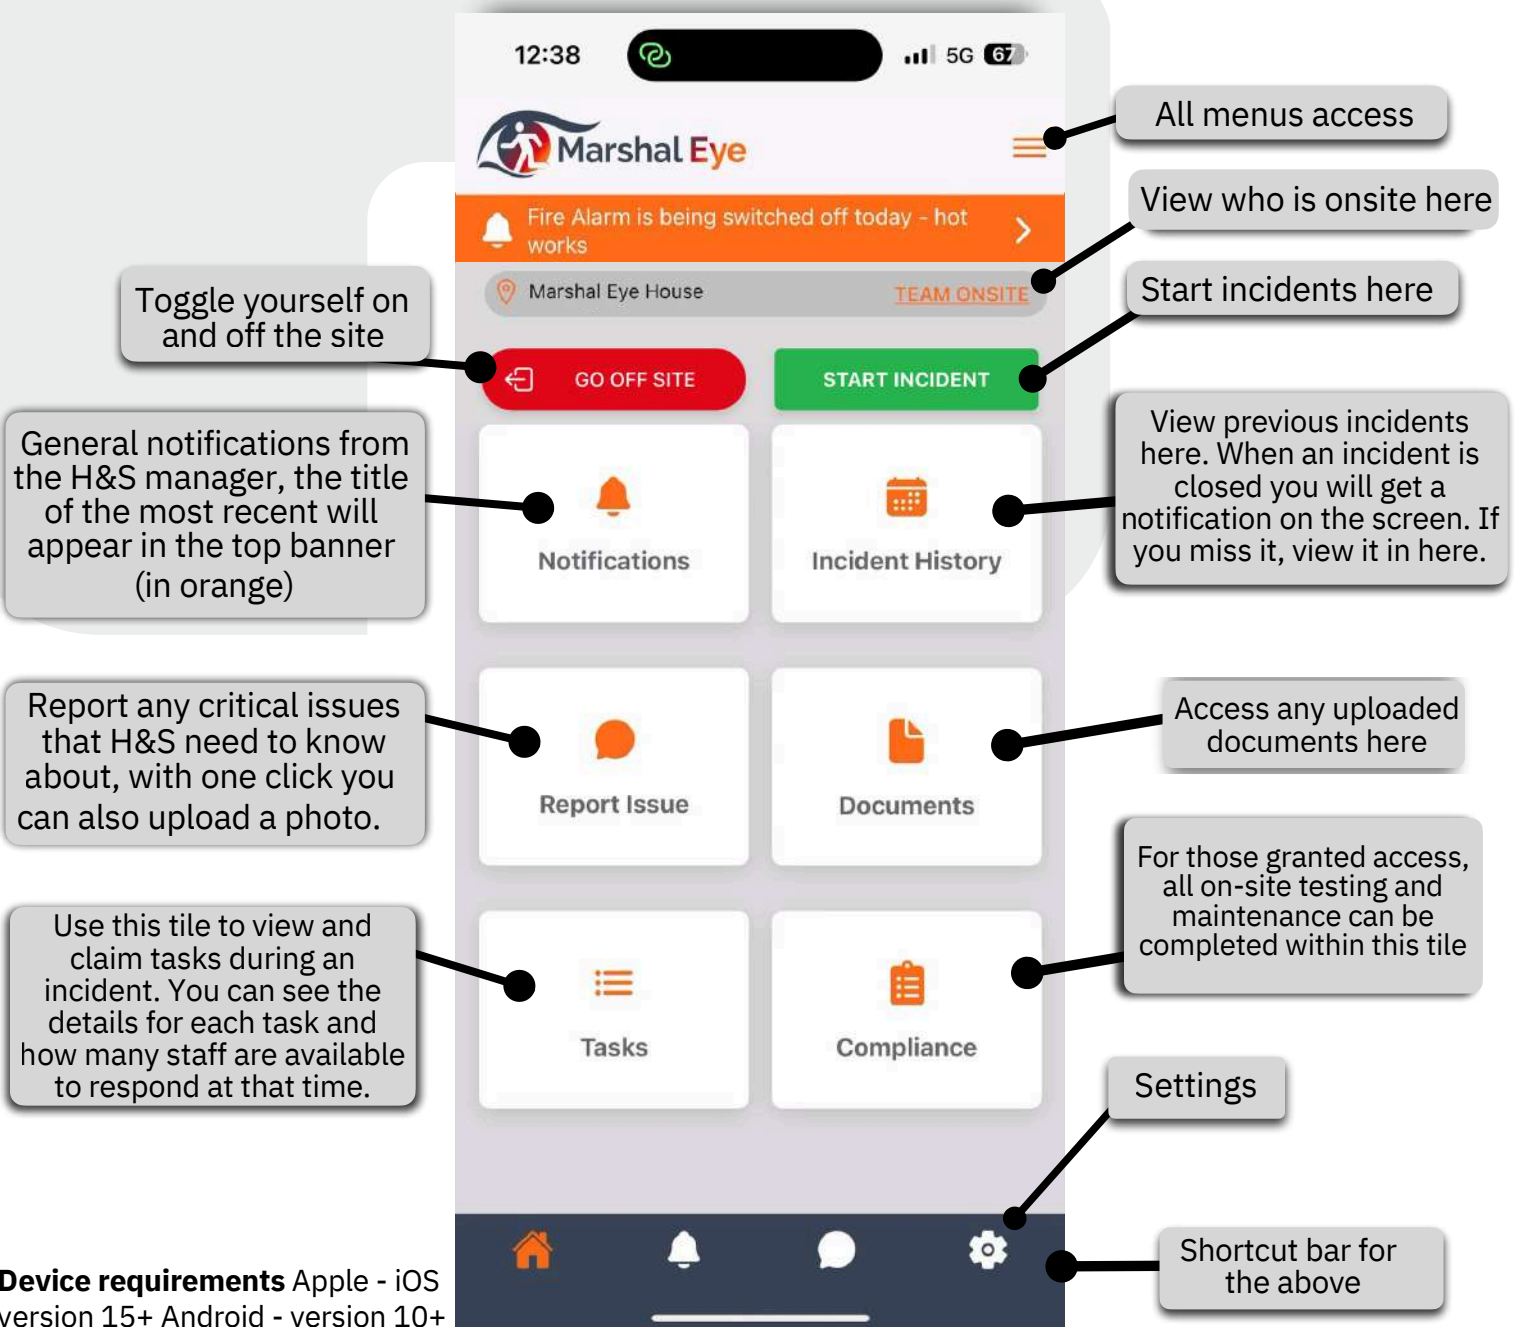 12:38
5G 67
Marshal Eye
All menus access
Fire Alarm is being switched off today - hot
works
View who is onsite here
Marshal Eye House
TEAM ONSITE
Toggle yourself on
and off the site
Start incidents here
GO OFF SITE
START INCIDENT
General notifications from
the H&S manager, the title
of the most recent will
appear in the top banner
(in orange)
Notifications
Incident History
View previous incidents
here. When an incident is
closed you will get a
notification on the screen. If
you miss it, view it in here.
Report any critical issues
that H&S need to know
about, with one click you
can also upload a photo.
Report Issue
Documents
Access any uploaded
documents here
For those granted access,
all on-site testing and
maintenance can be
completed within this tile
Use this tile to view and
claim tasks during an
incident. You can see the
details for each task and
how many staff are available
to respond at that time.
Tasks
Compliance
Settings
Shortcut bar for
the above
Device requirements Apple - iOS
version 15+ Android - version 10+